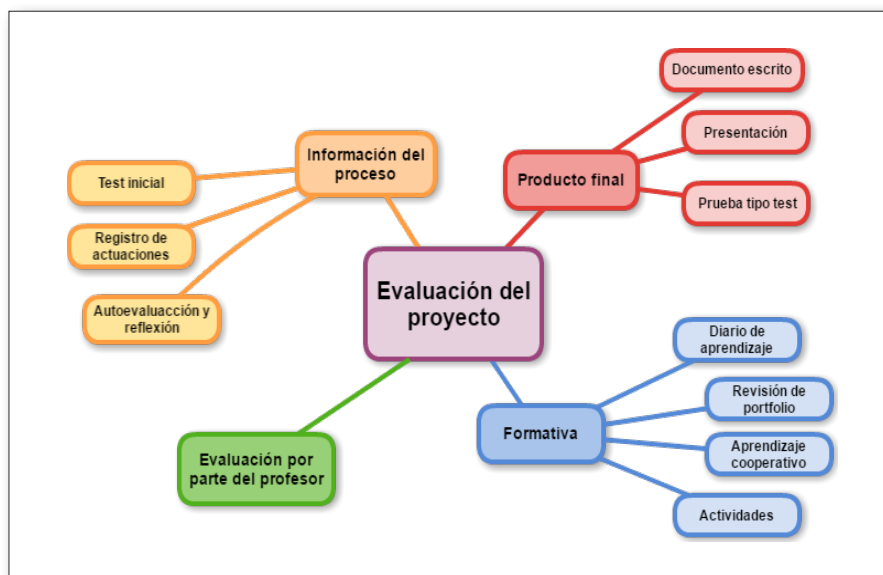 Documento escrito
Presentación
Producto final
Prueba tipo test
Información del
proceso
Test inicial
Registro de
actuaciones
Autoevaluacción y
reflexión
Evaluación del
proyecto
Diario de
aprendizaje
Revisión de
portfolio
Formativa
Aprendizaje
cooperativo
Actividades
Evaluación por
parte del profesor